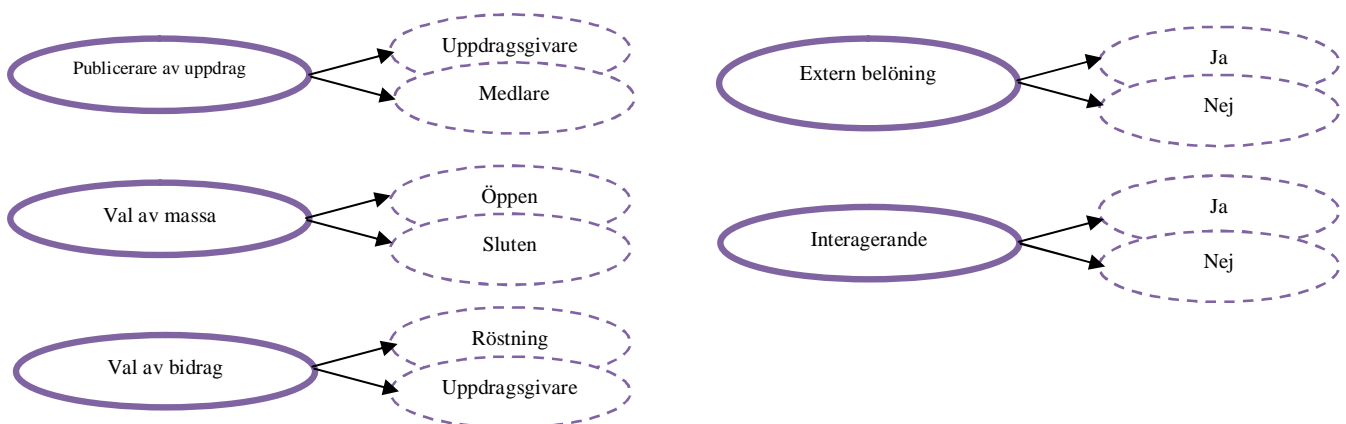 Publicerare av uppdrag
Uppdragsgivare
Medlare
Val av massa
Öppen
Sluten
Val av bidrag
Röstning
Uppdragsgivare
Extern belöning
Ja
Nej
Interagerande
Ja
Nej